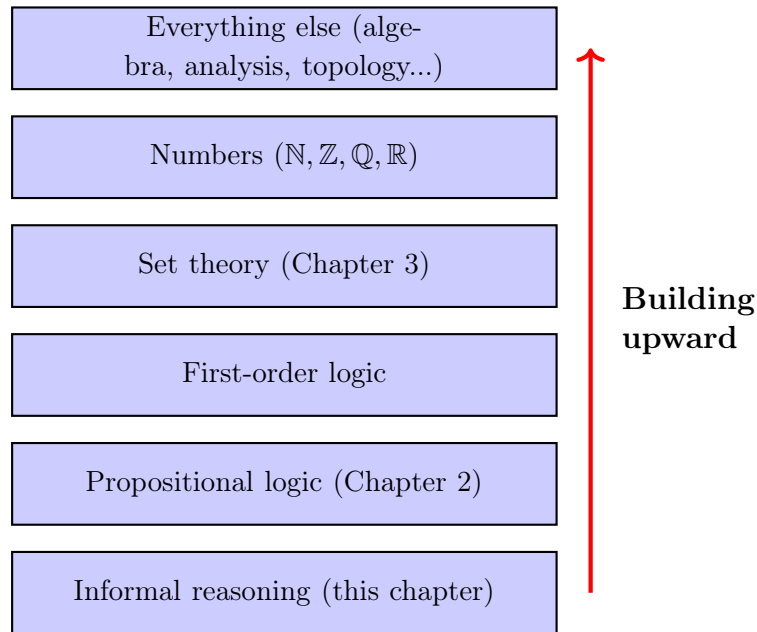 Everything else (alge-
bra, analysis, topology...)
Numbers (ℕ, ℤ, ℚ, ℝ)
Set theory (Chapter 3)
First-order logic
Propositional logic (Chapter 2)
Informal reasoning (this chapter)
Building
upward